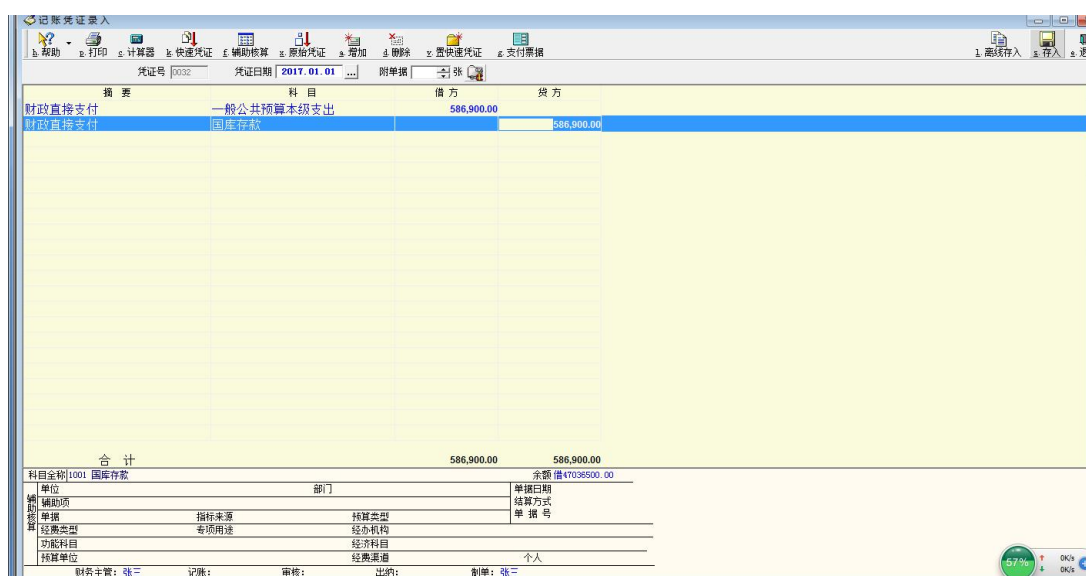 记账凭证录入
h.帮助 p.打印 c.计算器 k.快速凭证 f.辅助核算 x.原始凭证 a.增加 d.删除 v.置快速凭证 g.支付票据 l.离线存入 s.存入
凭证号 0032 凭证日期 2017.01.01 ... 附单据 张
摘 要 科 目 借 方 贷 方
财政直接支付 一般公共预算本级支出 586,900.00
财政直接支付 国库存款 586,900.00
合 计 586,900.00 586,900.00
科目全称 1001 国库存款 余额 借47036500.00
辅助核算
单位 部门 单据日期
辅助项 结算方式
单据 指标来源 预算类型 单 据 号
经费类型 专项用途 经办机构
功能科目 经济科目
预算单位 经费渠道 个人
财务主管: 张三 记账: 审核: 出纳: 制单: 张三
57% 0K/s
0K/s